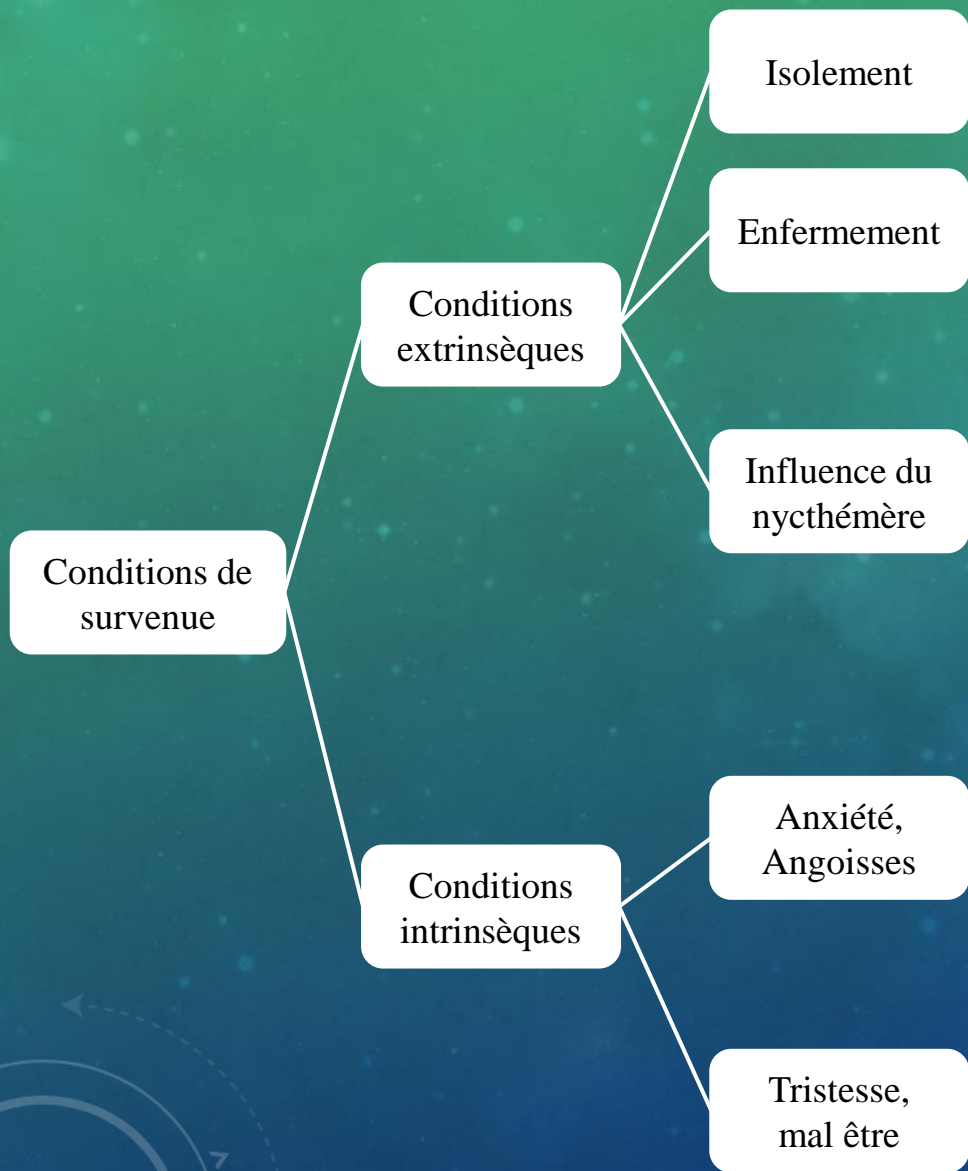 Conditions de
survenue
Conditions
extrinsèques
Isolement
Enfermement
Influence du
nycthémère
Conditions
intrinsèques
Anxiété,
Angoisses
Tristesse,
mal être